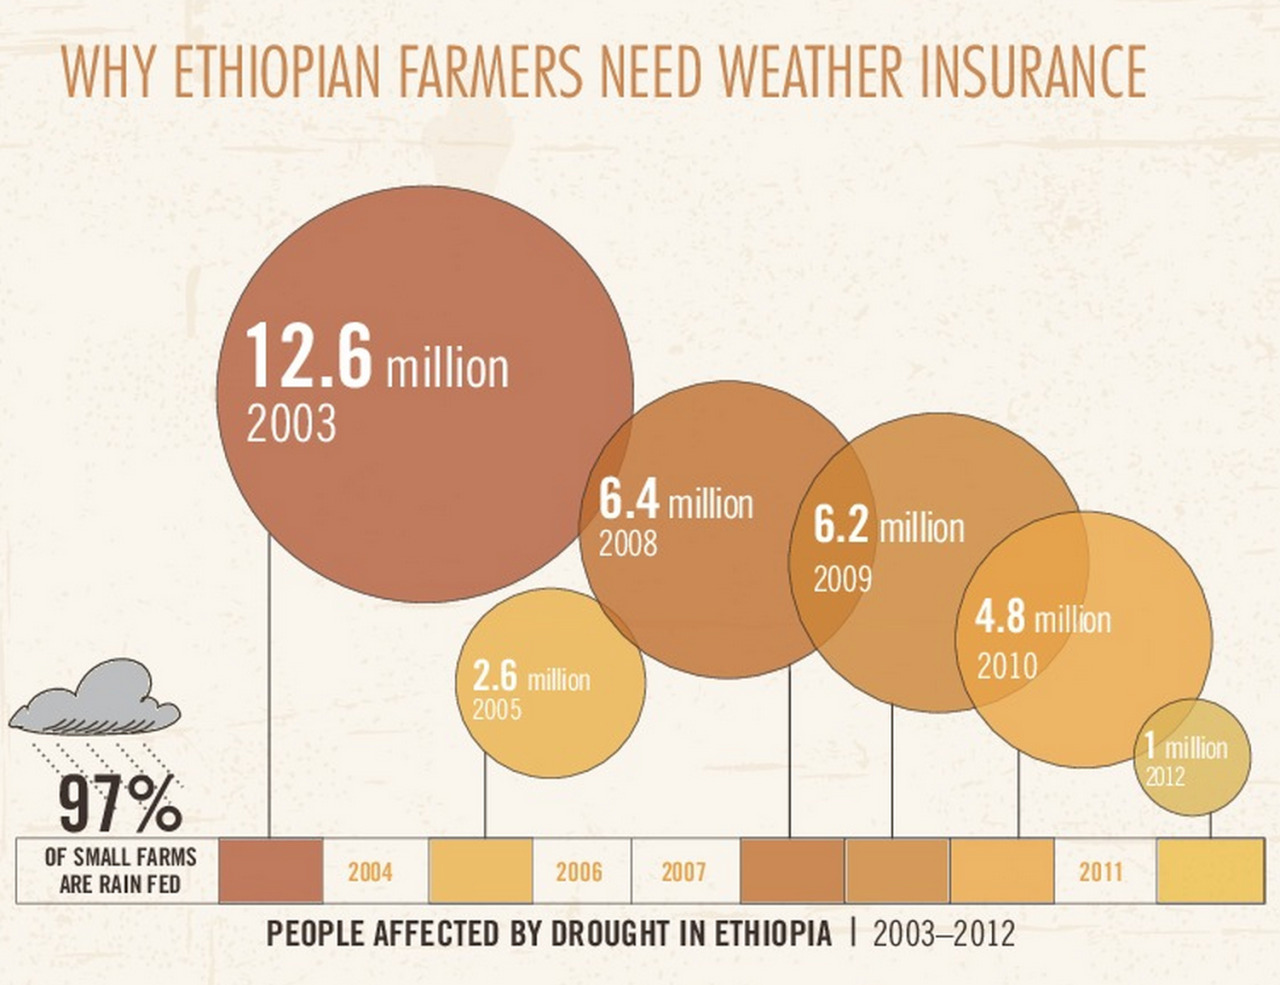 WHY ETHIOPIAN FARMERS NEED WEATHER INSURANCE
12.6 million
2003
6.4 million
2008
6.2 million
2009
4.8 million
2010
2.6 million
2005
1 million
2012
97%
OF SMALL FARMS
ARE RAIN FED
2004
2006
2007
2011
PEOPLE AFFECTED BY DROUGHT IN ETHIOPIA | 2003–2012